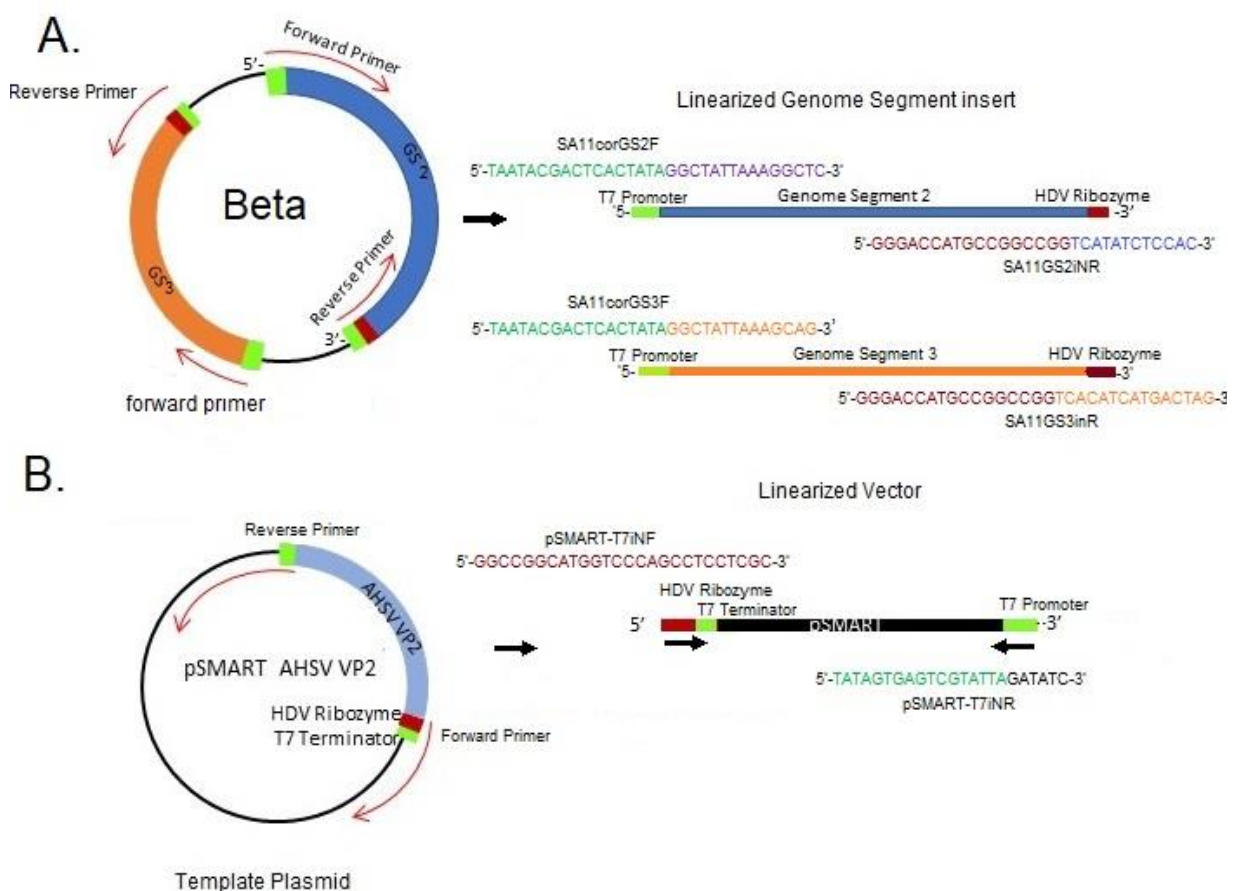 A.
5'-
Forward Primer
Reverse Primer
GS 2
Beta
GS3
Reverse Primer
3'-
forward primer
Linearized Genome Segment insert
SA11corGS2F
5'-TAATACGACTCACTATAGGCTATTAAAGGCTC-3'
T7 Promoter Genome Segment 2 HDV Ribozyme
'5- -3'
5'-GGGACCATGCCGGCCGGTCATATCTCCAC-3'
SA11GS2iNR
SA11corGS3F
5'-TAATACGACTCACTATAGGCTATTAAAGCAG-3'
T7 Promoter Genome Segment 3 HDV Ribozyme
'5- -3'
5'-GGGACCATGCCGGCCGGTCACATCATGACTAG-3
SA11GS3inR
B.
Reverse Primer
AHSV VP2
pSMART AHSV VP2
HDV Ribozyme
T7 Terminator
Forward Primer
Template Plasmid
Linearized Vector
pSMART-T7iNF
5'-GGCCGGCATGGTCCCAGCCTCCTCGC-3'
HDV Ribozyme
T7 Terminator T7 Promoter
5' pSMART -3'
5'-TATAGTGAGTCGTATTAGATATC-3'
pSMART-T7iNR